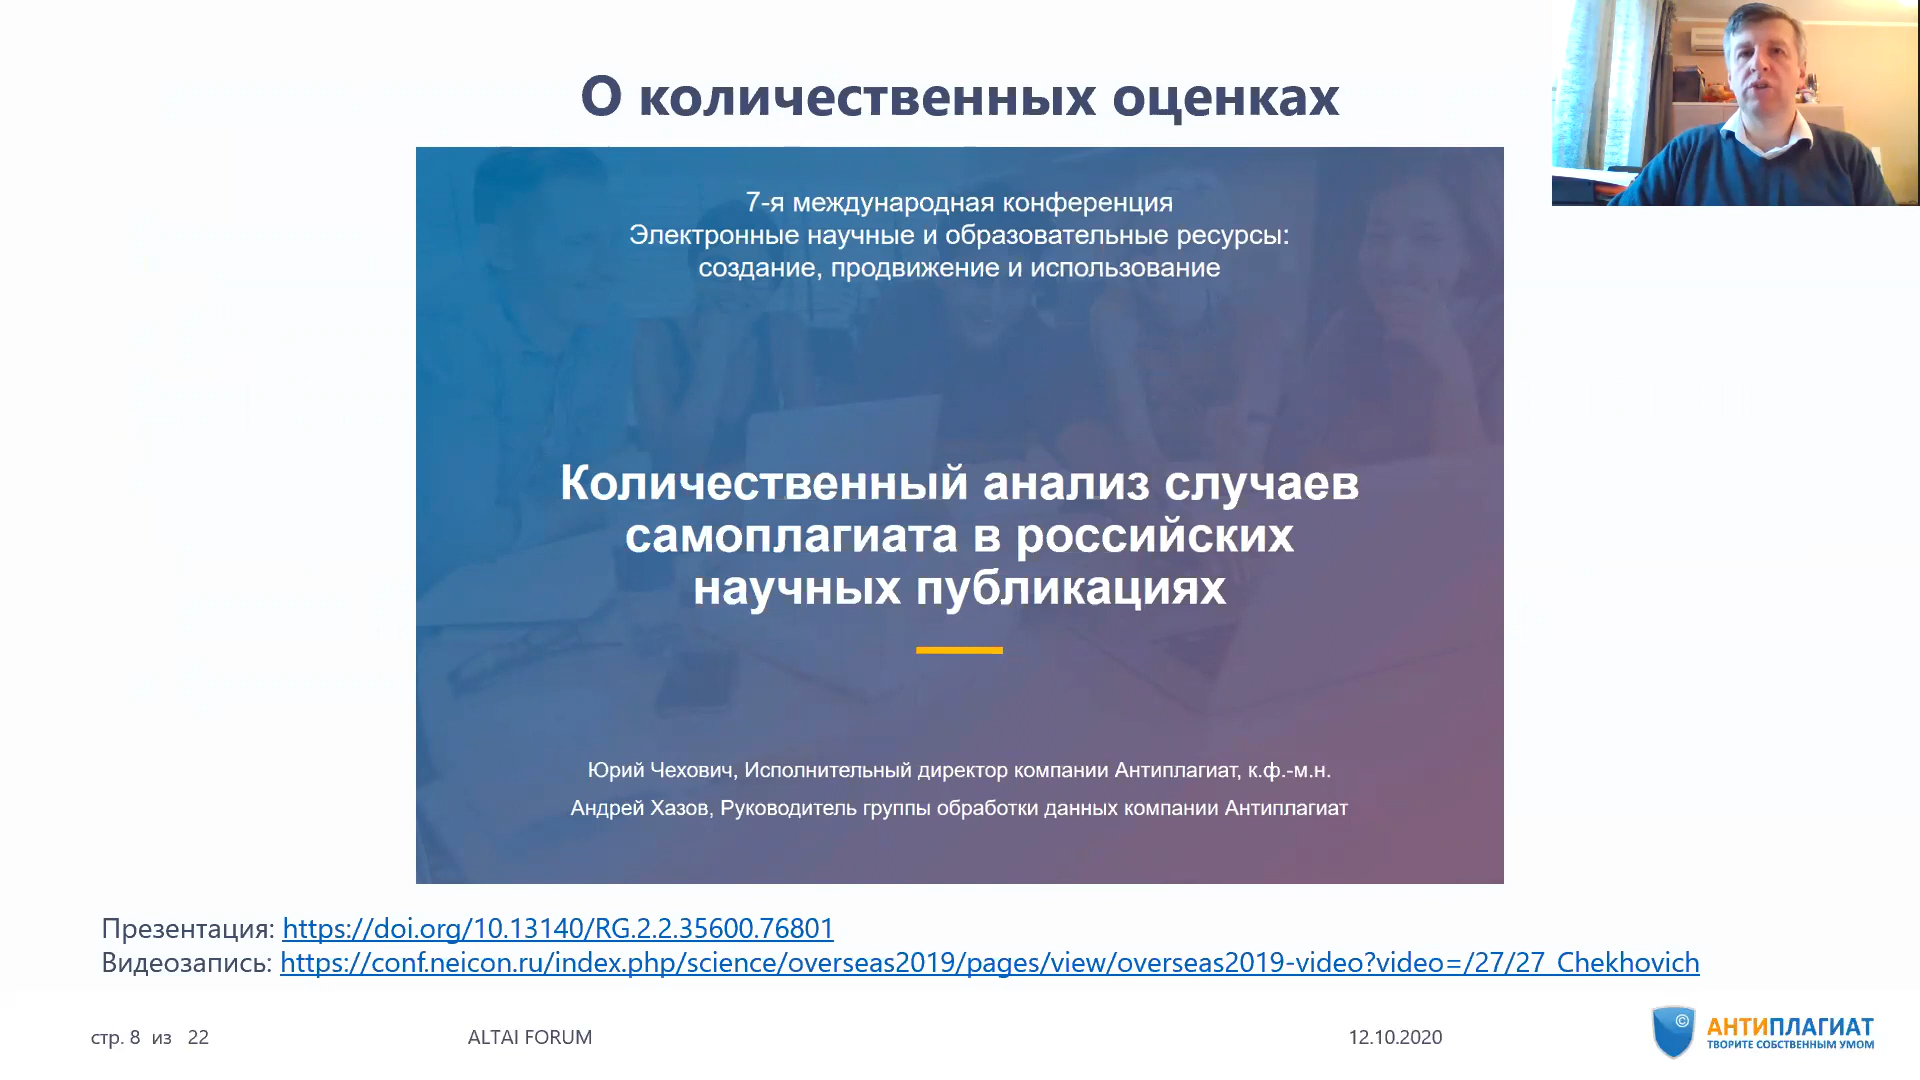 О количественных оценках
7-я международная конференция
Электронные научные и образовательные ресурсы:
создание, продвижение и использование
Количественный анализ случаев
самоплагиата в российских
научных публикациях
Юрий Чехович, Исполнительный директор компании Антиплагиат, к.ф.-м.н.
Андрей Хазов, Руководитель группы обработки данных компании Антиплагиат
Презентация: https://doi.org/10.13140/RG.2.2.35600.76801
Видеозапись: https://conf.neicon.ru/index.php/science/overseas2019/pages/view/overseas2019-video?video=/27/27_Chekhovich
стр. 8 из 22
ALTAI FORUM
12.10.2020
©
АНТИПЛАГИАТ
ТВОРИТЕ СОБСТВЕННЫМ УМОМ